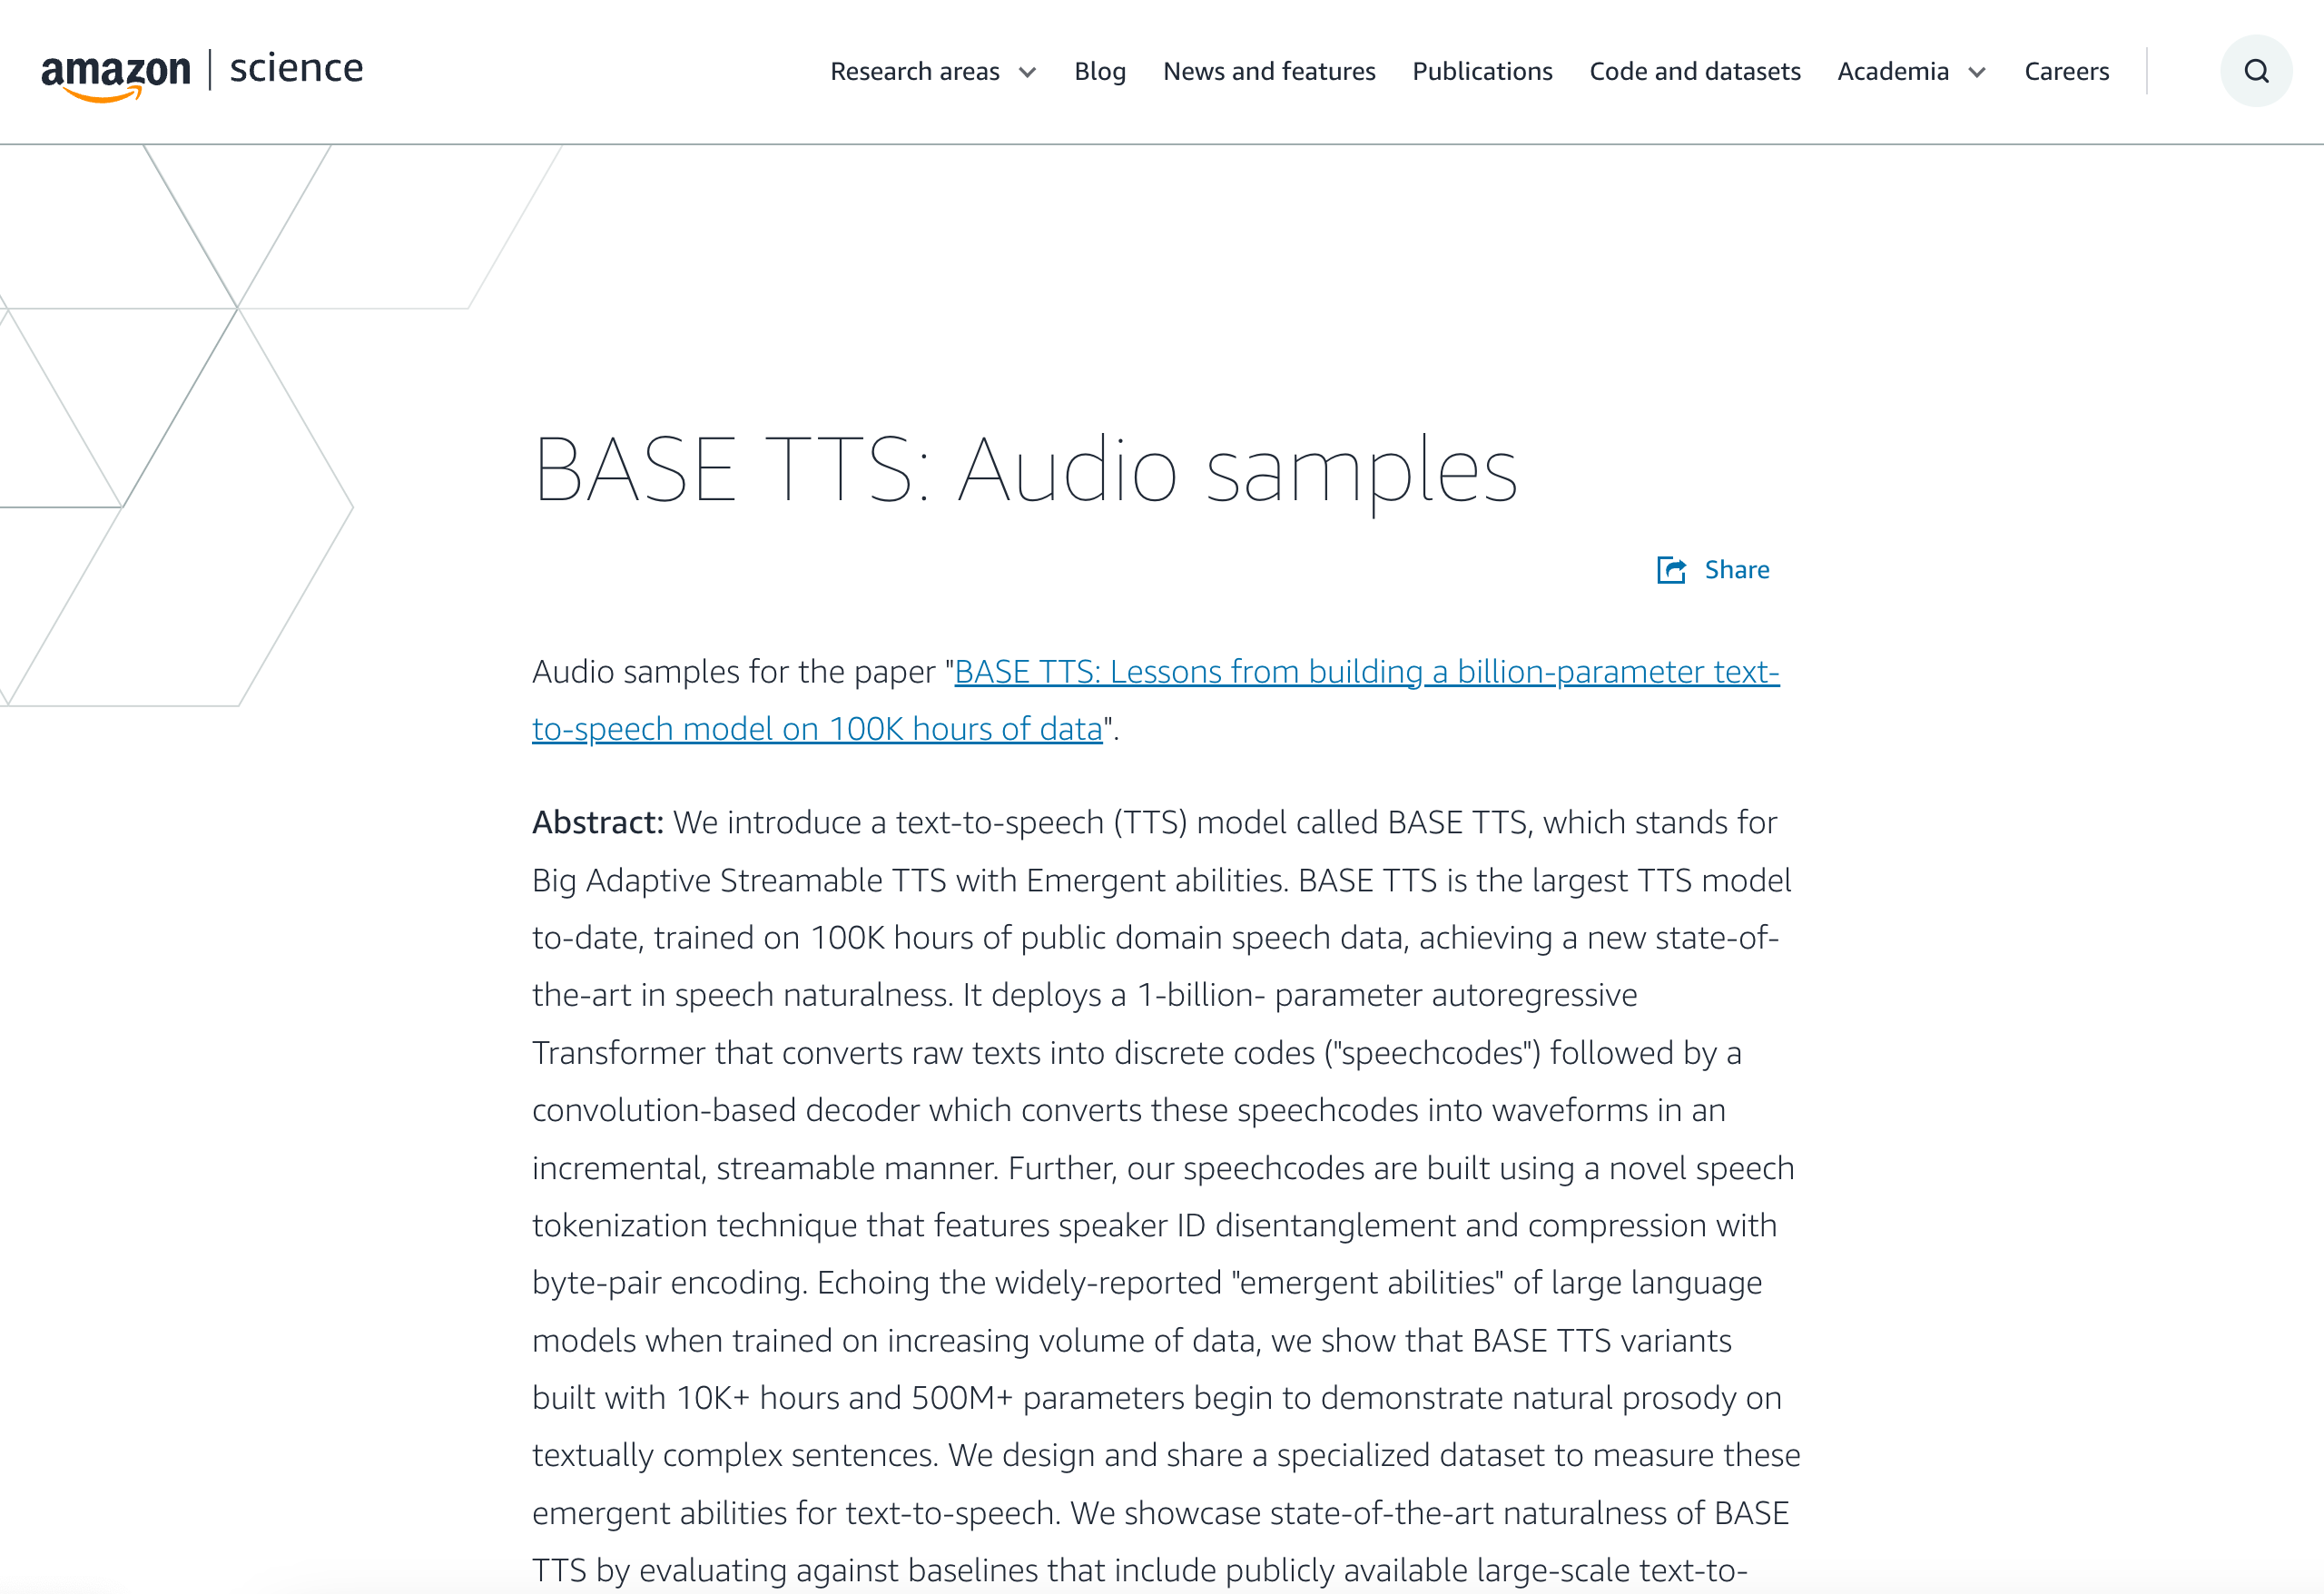 amazon | science
Research areas Blog News and features Publications Code and datasets Academia Careers
BASE TTS: Audio samples
Share
Audio samples for the paper "BASE TTS: Lessons from building a billion-parameter text-
to-speech model on 100K hours of data".
Abstract: We introduce a text-to-speech (TTS) model called BASE TTS, which stands for
Big Adaptive Streamable TTS with Emergent abilities. BASE TTS is the largest TTS model
to-date, trained on 100K hours of public domain speech data, achieving a new state-of-
the-art in speech naturalness. It deploys a 1-billion- parameter autoregressive
Transformer that converts raw texts into discrete codes ("speechcodes") followed by a
convolution-based decoder which converts these speechcodes into waveforms in an
incremental, streamable manner. Further, our speechcodes are built using a novel speech
tokenization technique that features speaker ID disentanglement and compression with
byte-pair encoding. Echoing the widely-reported "emergent abilities" of large language
models when trained on increasing volume of data, we show that BASE TTS variants
built with 10K+ hours and 500M+ parameters begin to demonstrate natural prosody on
textually complex sentences. We design and share a specialized dataset to measure these
emergent abilities for text-to-speech. We showcase state-of-the-art naturalness of BASE
TTS by evaluating against baselines that include publicly available large-scale text-to-